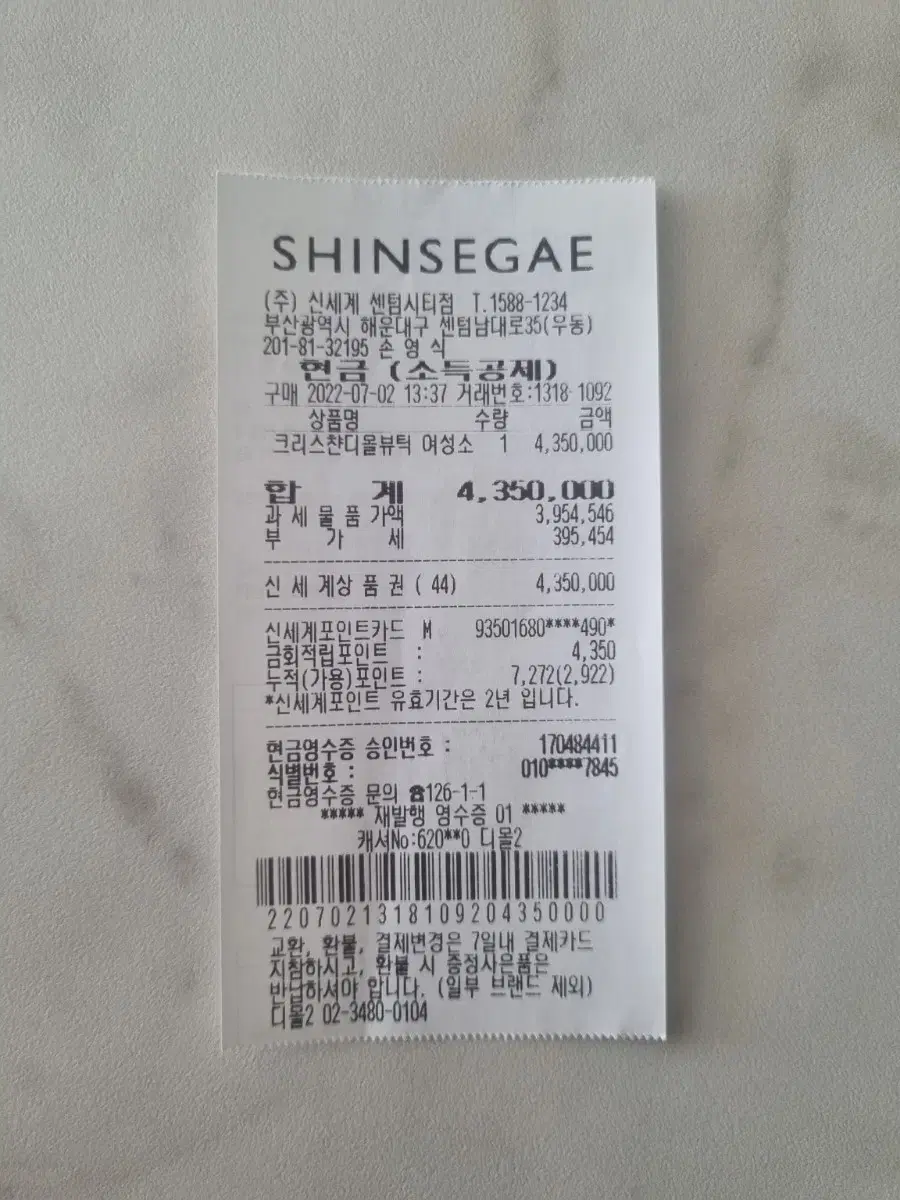 SHINSEGAE
(주) 신세계 센텀시티점 T.1588-1234
부산광역시 해운대구 센텀남대로35(우동)
201-81-32195 손 영 식
현금 (소득공제)
구매 2022-07-02 13:37 거래번호:1318-1092
상품명 수량 금액
크리스챤디올뷰틱 여성소 1 4,350,000
합 계 4,350,000
과 세 물 품 가액 3,954,546
부 가 세 395,454
신 세 계상 품 권 ( 44) 4,350,000
신세계포인트카드 M 93501680****490*
금회적립포인트 : 4,350
누적(가용)포인트 : 7,272(2,922)
*신세계포인트 유효기간은 2년 입니다.
현금영수증 승인번호 : 170484411
식별번호 : 010****7845
현금영수증 문의 ☎126-1-1
***** 재발행 영수증 01 *****
캐셔No:620**0 디올2
2207021318109204350000
교환, 환불, 결제변경은 7일내 결제카드
지참하시고, 환불 시 증정사은품은
반납하셔야 합니다. (일부 브랜드 제외)
디올2 02-3480-0104